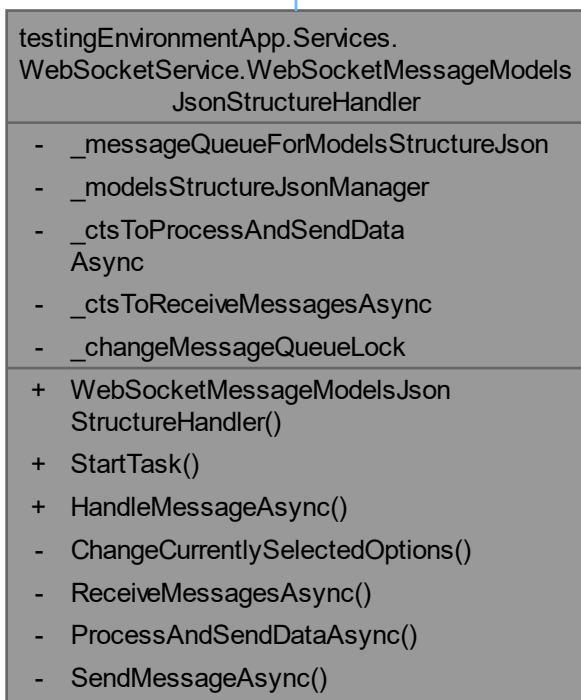 testingEnvironmentApp.Services.
WebSocketService.WebSocketMessageModels
JsonStructureHandler
- _messageQueueForModelsStructureJson
- _modelsStructureJsonManager
- _ctsToProcessAndSendData
Async
- _ctsToReceiveMessagesAsync
- _changeMessageQueueLock
+ WebSocketMessageModelsJson
StructureHandler()
+ StartTask()
+ HandleMessageAsync()
- ChangeCurrentlySelectedOptions()
- ReceiveMessagesAsync()
- ProcessAndSendDataAsync()
- SendMessageAsync()